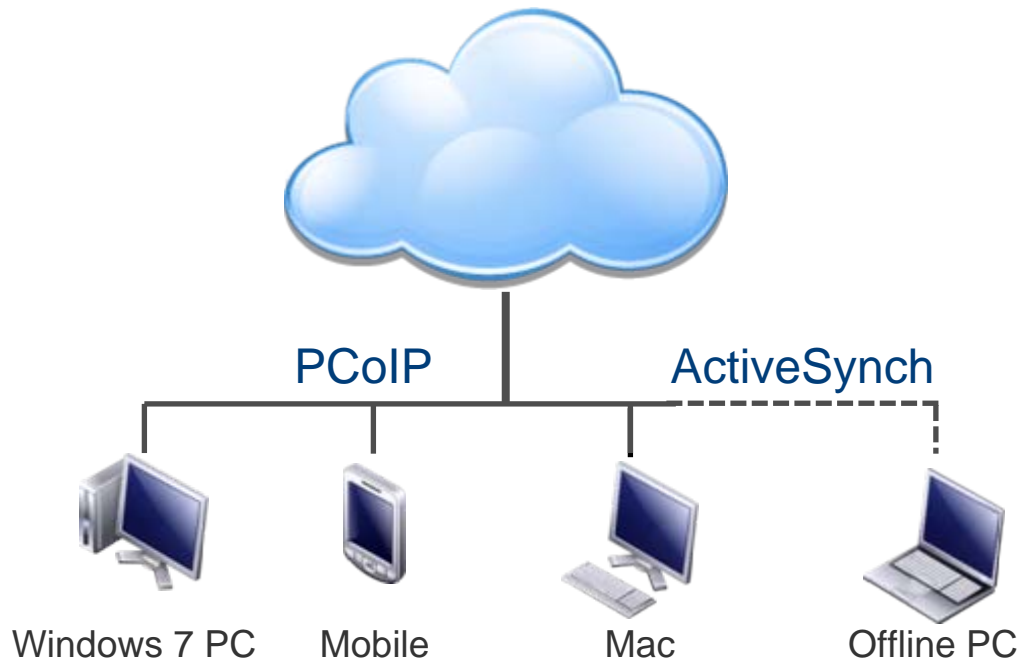 PCoIP
ActiveSynch
Windows 7 PC
Mobile
Mac
Offline PC